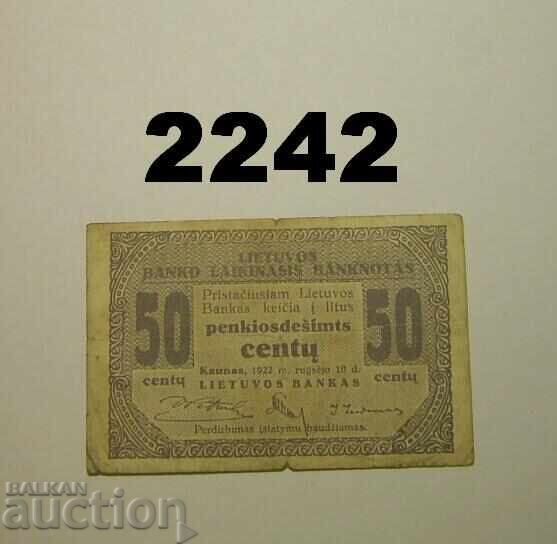 2242
LIETUVOS
BANKO LAIKINASIS BANKNOTAS
50
Pristačiusiam Lietuvos
Bankas keičia į litus
penkiosdešimts
centų
50
centų
Kaunas, 1922 m. rugsėjo 10 d.
LIETUVOS BANKAS
centų
Perdirbimas įstatymu baudžiamas.
BALKAN
auction